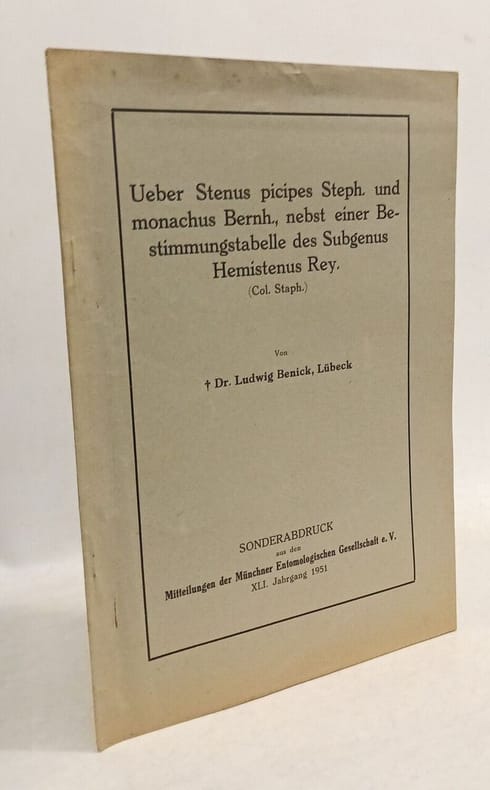 Ueber Stenus picipes Steph. und
monachus Bernh., nebst einer Be-
stimmungstabelle des Subgenus
Hemistenus Rey.
(Col. Staph.)
Von
† Dr. Ludwig Benick, Lübeck
SONDERABDRUCK
aus den
Mitteilungen der Münchner Entomologischen Gesellschaft e. V.
XLI. Jahrgang 1951